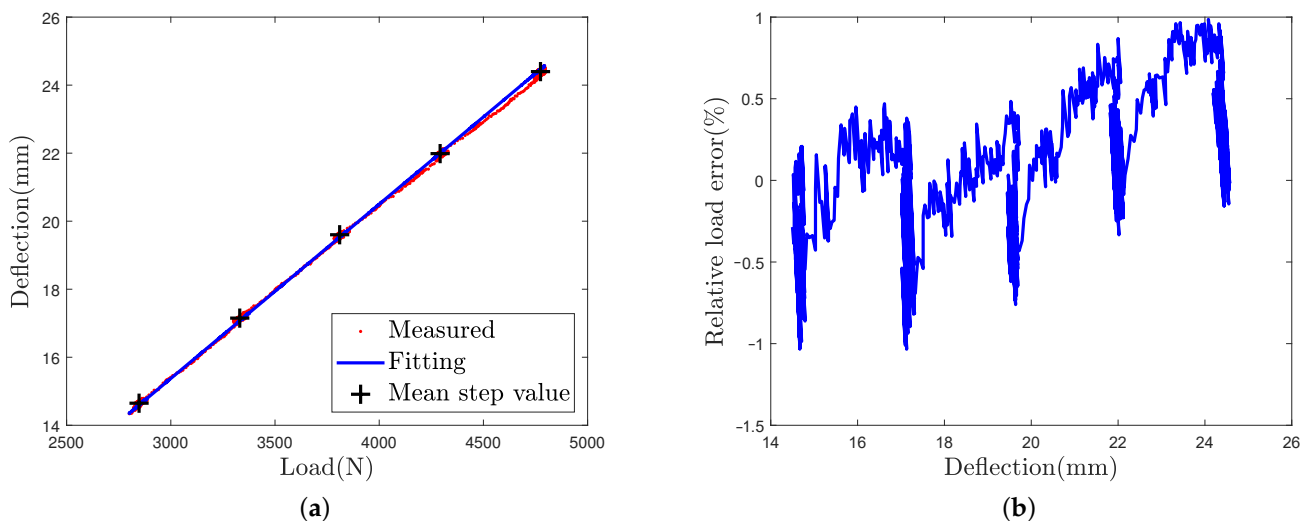 26
24
22
20
18
16
14
2500 3000 3500 4000 4500 5000
Deflection(mm)
Load(N)
Measured
Fitting
Mean step value
(a)
1
0.5
0
-0.5
-1
-1.5
14 16 18 20 22 24 26
Relative load error(%)
Deflection(mm)
(b)